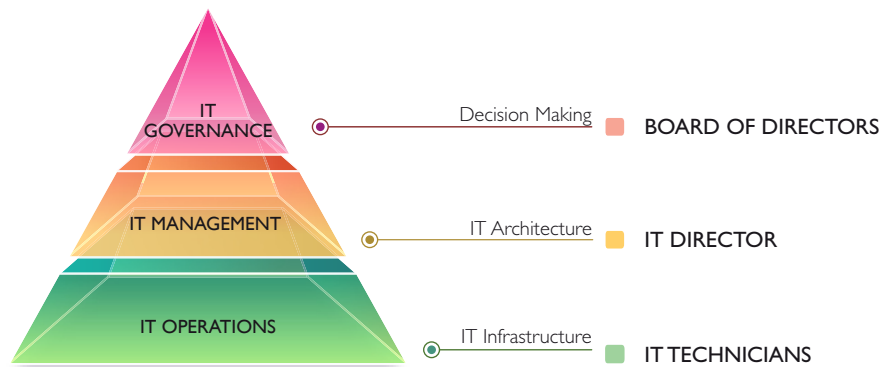 IT
GOVERNANCE
Decision Making
BOARD OF DIRECTORS
IT MANAGEMENT
IT Architecture
IT DIRECTOR
IT OPERATIONS
IT Infrastructure
IT TECHNICIANS